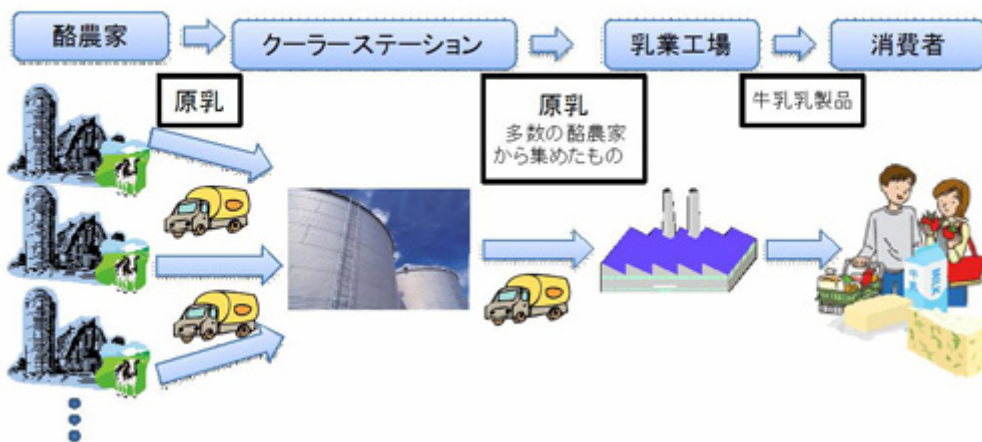 酪農家
クーラーステーション
乳業工場
消費者
原乳
原乳
多数の酪農家
から集めたもの
牛乳乳製品